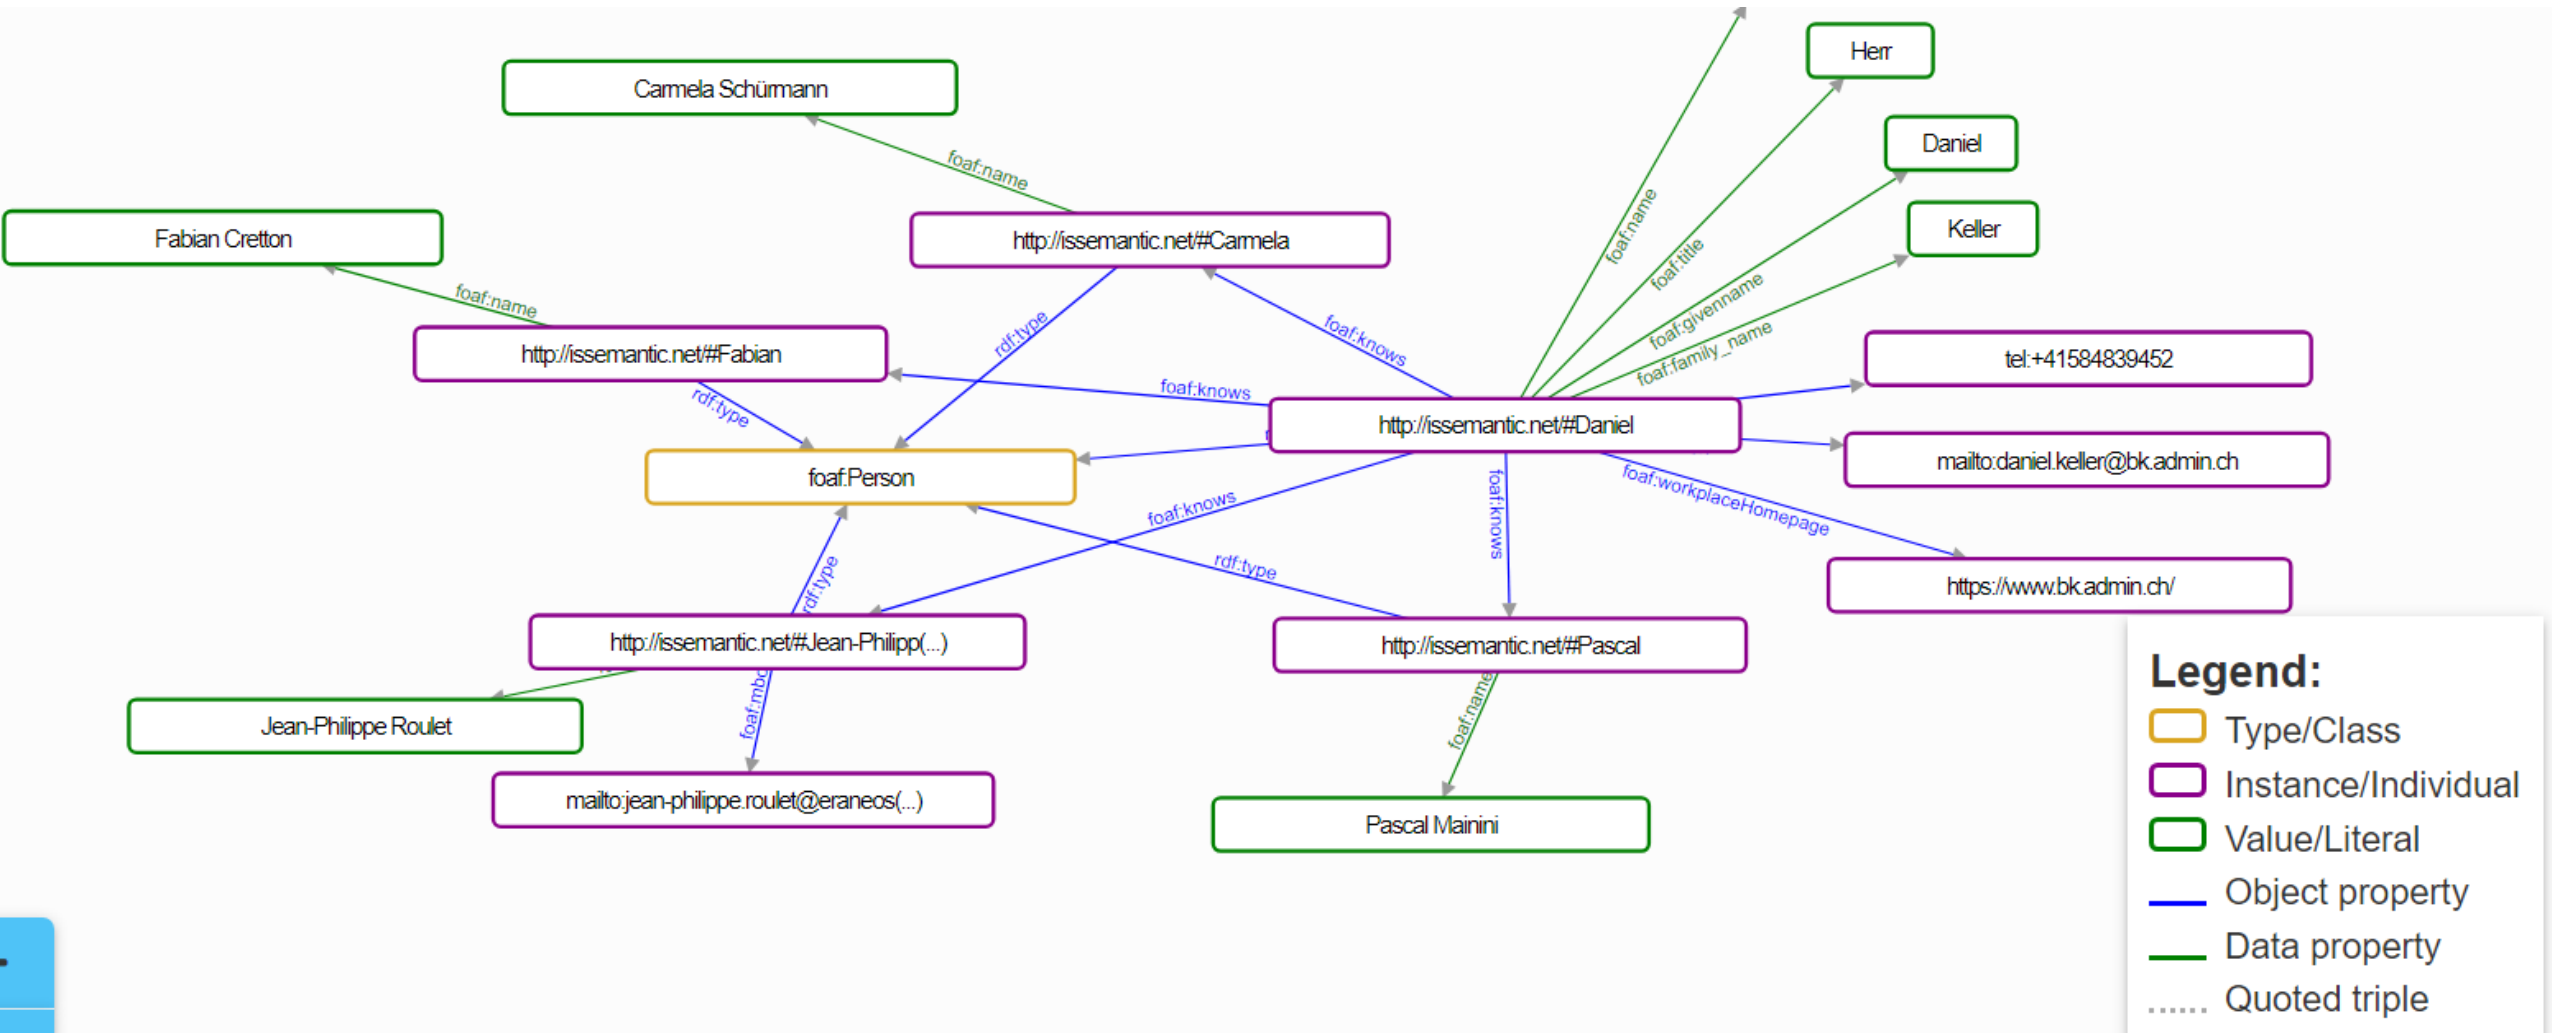 Herr
Carmela Schürmann
Daniel
foaf:name
foaf:name
Keller
Fabian Cretton
http://issemantic.net/#Carmela
foaf:title
foaf:name
foaf:givenname
rdf:type
foaf:knows
foaf:family_name
http://issemantic.net/#Fabian
tel:+41584839452
foaf:knows
rdf:type
http://issemantic.net/#Daniel
mailto:daniel.keller@bk.admin.ch
foaf:Person
foaf:workplaceHomepage
foaf:knows
foaf:knows
rdf:type
rdf:type
https://www.bk.admin.ch/
http://issemantic.net/#Jean-Philipp(...)
http://issemantic.net/#Pascal
foaf:mbo
foaf:name
Jean-Philippe Roulet
mailto:jean-philippe.roulet@eraneos(...)
Pascal Mainini
Legend:
Type/Class
Instance/Individual
Value/Literal
Object property
Data property
Quoted triple